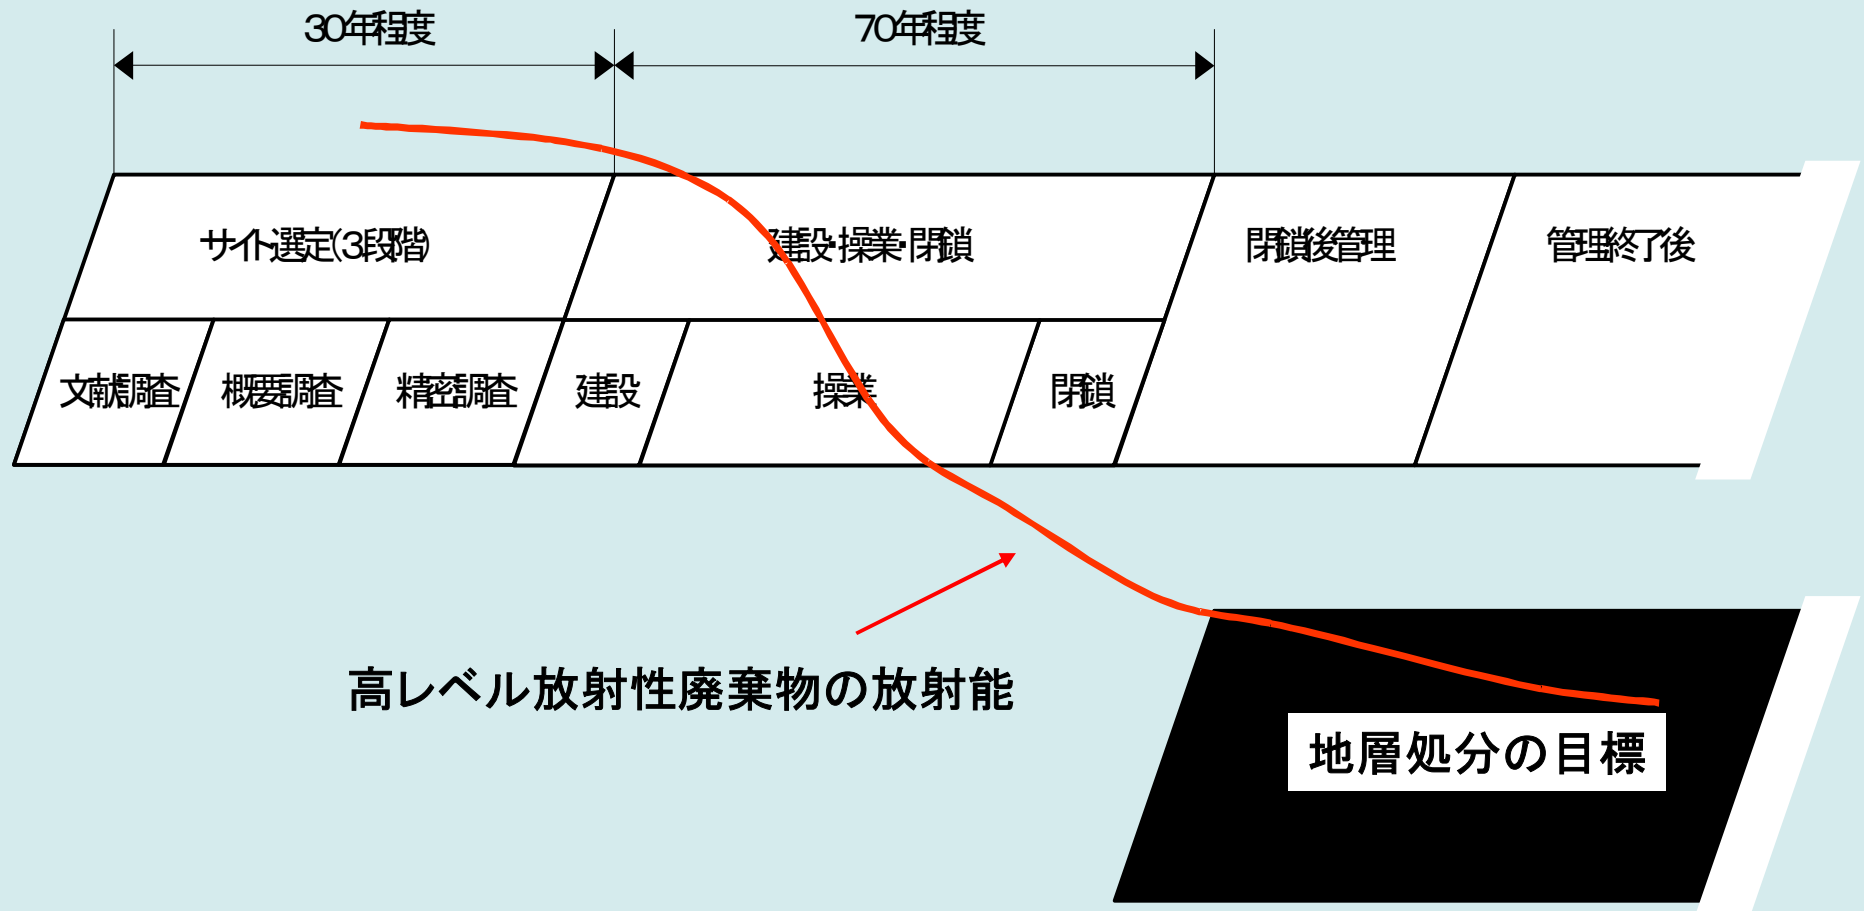 30年程度
70年程度
サイト選定(3段階)
建設・操業・閉鎖
閉鎖後管理
管理終了後
文献調査
概要調査
精密調査
建設
操業
閉鎖
高レベル放射性廃棄物の放射能
地層処分の目標